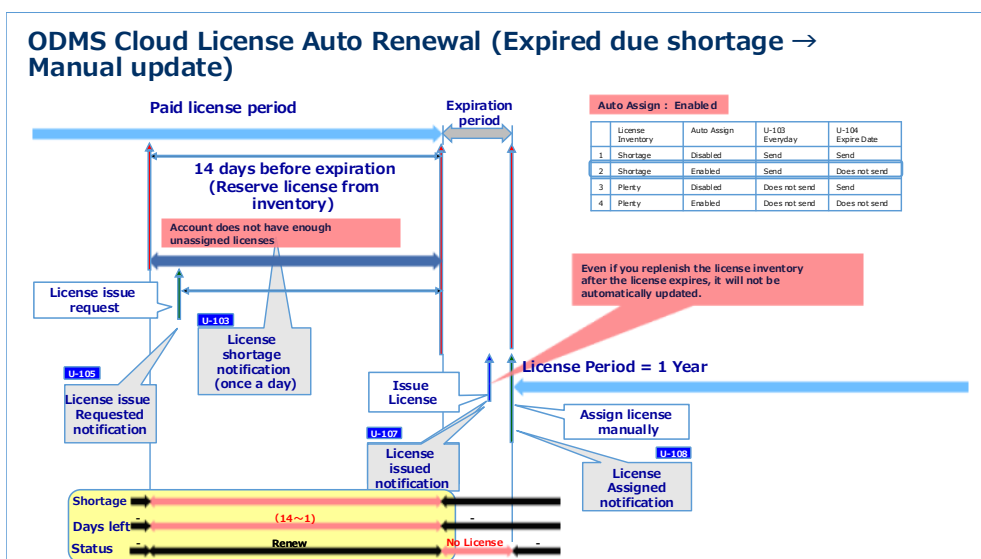 ODMS Cloud License Auto Renewal (Expired due shortage →
Manual update)
Paid license period
Expiration
period
Auto Assign : Enabled
License Inventory Auto Assign U-103 Everyday U-104 Expire Date
1 Shortage Disabled Send Send
2 Shortage Enabled Send Does not send
3 Plenty Disabled Does not send Send
4 Plenty Enabled Does not send Does not send
14 days before expiration
(Reserve license from
inventory)
Account does not have enough
unassigned licenses
Even if you replenish the license inventory
after the license expires, it will not be
automatically updated.
License issue
request
U-103
License
shortage
notification
(once a day)
U-105
License issue
Requested
notification
License Period = 1 Year
Issue
License
Assign license
manually
U-107
License
issued
notification
U-108
License
Assigned
notification
Shortage
Days left - (14～1) -
Status - Renew No License -